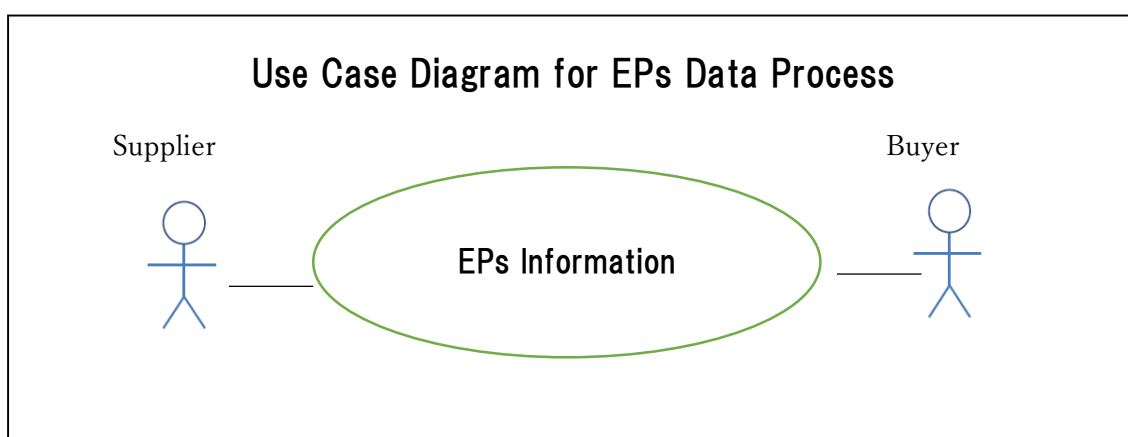 Use Case Diagram for EPs Data Process
Supplier
Buyer
EPs Information